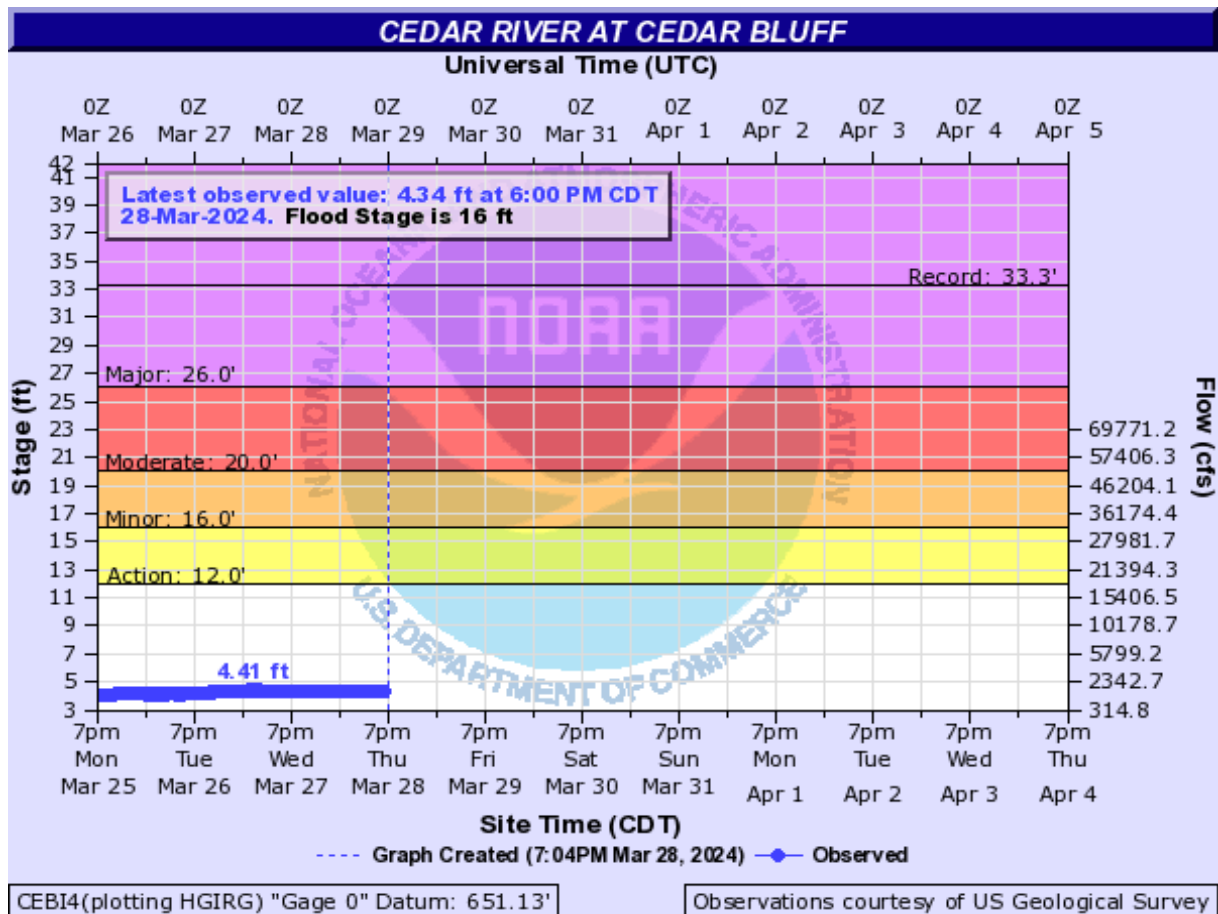 CEDAR RIVER AT CEDAR BLUFF
Universal Time (UTC)
0Z 0Z 0Z 0Z 0Z 0Z 0Z 0Z 0Z 0Z 0Z
Mar 26 Mar 27 Mar 28 Mar 29 Mar 30 Mar 31 Apr 1 Apr 2 Apr 3 Apr 4 Apr 5
Latest observed value: 4.34 ft at 6:00 PM CDT
28-Mar-2024. Flood Stage is 16 ft
42
41
39
37
35
33
31
29
27
25
23
21
19
17
15
13
11
9
7
5
3
Stage (ft)
Record: 33.3'
Major: 26.0'
Moderate: 20.0'
Minor: 16.0'
Action: 12.0'
4.41 ft
NATIONAL OCEANIC AND ATMOSPHERIC ADMINISTRATION
NOAA
U.S. DEPARTMENT OF COMMERCE
69771.2
57406.3
46204.1
36174.4
27981.7
21394.3
15406.5
10178.7
5799.2
2342.7
314.8
Flow (cfs)
7pm 7pm 7pm 7pm 7pm 7pm 7pm 7pm 7pm 7pm 7pm
Mon Tue Wed Thu Fri Sat Sun Mon Tue Wed Thu
Mar 25 Mar 26 Mar 27 Mar 28 Mar 29 Mar 30 Mar 31 Apr 1 Apr 2 Apr 3 Apr 4
Site Time (CDT)
Graph Created (7:04PM Mar 28, 2024) Observed
CEBI4(plotting HGIRG) "Gage 0" Datum: 651.13'
Observations courtesy of US Geological Survey